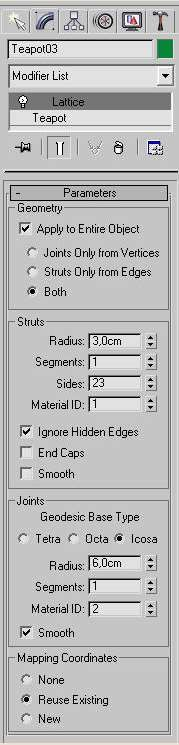 Teapot03
Modifier List
Lattice
Teapot
- Parameters
Geometry
Apply to Entire Object
Joints Only from Vertices
Struts Only from Edges
Both
Struts
Radius: 3,0cm
Segments: 1
Sides: 23
Material ID: 1
Ignore Hidden Edges
End Caps
Smooth
Joints
Geodesic Base Type
Tetra Octa Icosa
Radius: 6,0cm
Segments: 1
Material ID: 2
Smooth
Mapping Coordinates
None
Reuse Existing
New